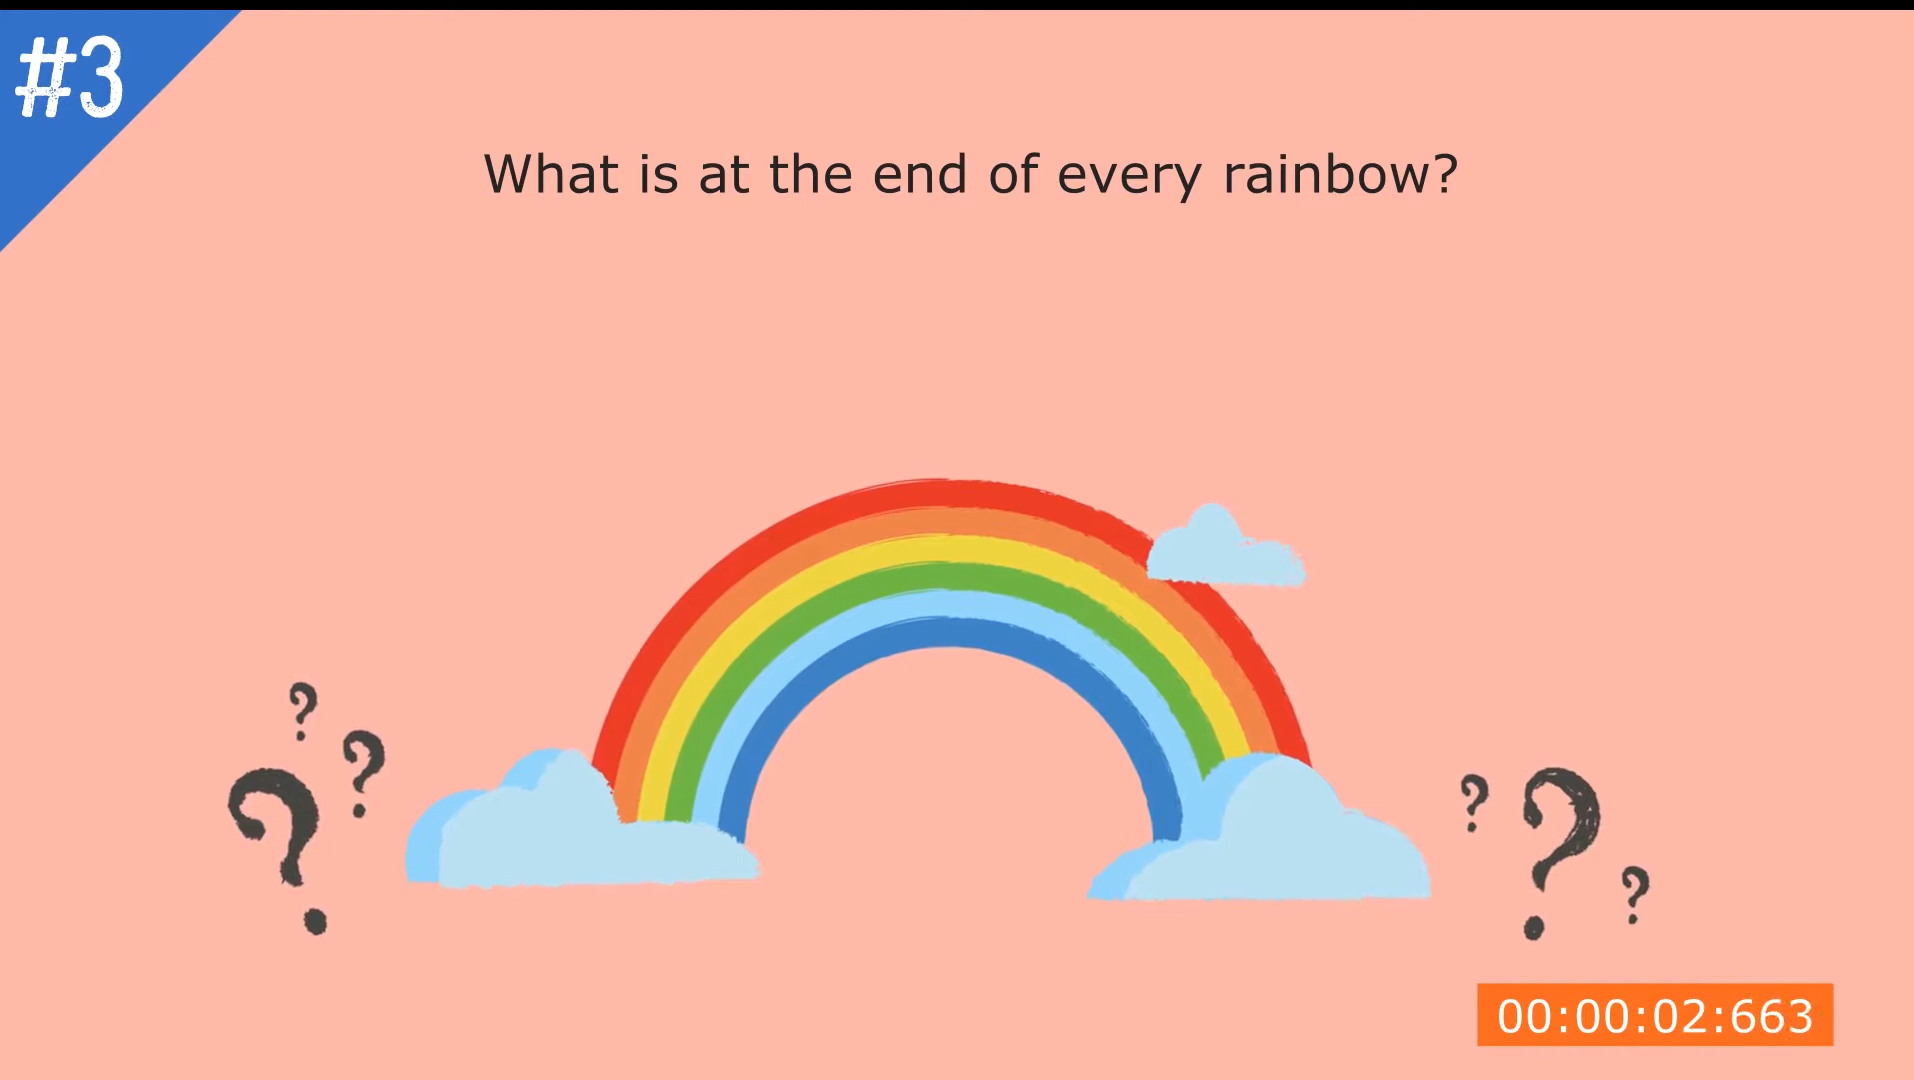 #3
What is at the end of every rainbow?
? ? ? ? ? ?
00:00:02:663